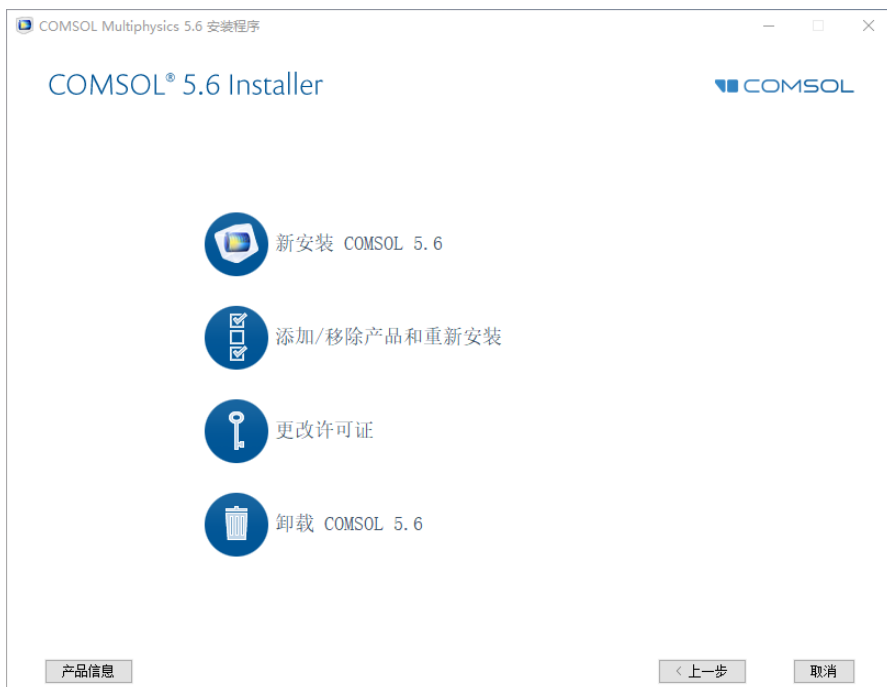 COMSOL Multiphysics 5.6 安装程序
COMSOL® 5.6 Installer
COMSOL
新安装 COMSOL 5.6
添加/移除产品和重新安装
更改许可证
卸载 COMSOL 5.6
产品信息
< 上一步
取消